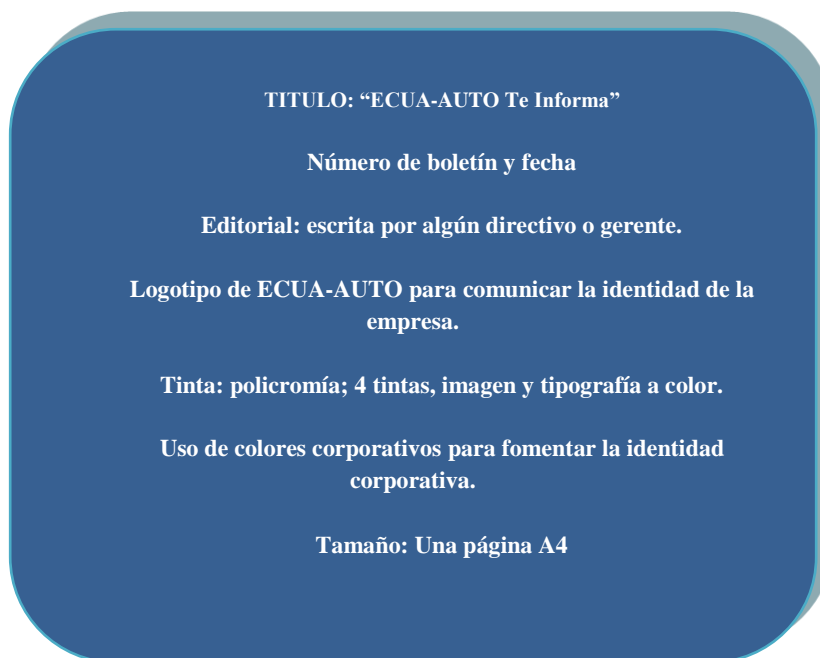 TITULO: “ECUA-AUTO Te Informa”
Número de boletín y fecha
Editorial: escrita por algún directivo o gerente.
Logotipo de ECUA-AUTO para comunicar la identidad de la
empresa.
Tinta: policromía; 4 tintas, imagen y tipografía a color.
Uso de colores corporativos para fomentar la identidad
corporativa.
Tamaño: Una página A4